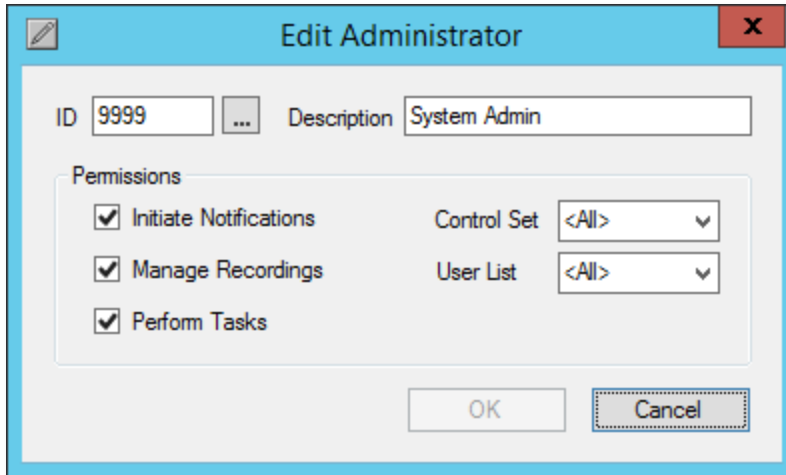 Edit Administrator
x
ID 9999 ... Description System Admin
Permissions
Initiate Notifications Control Set <All>
Manage Recordings User List <All>
Perform Tasks
OK Cancel